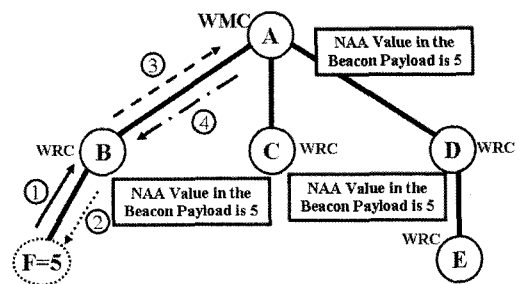 WMC
A
NAA Value in the
Beacon Payload is 5
③
④
WRC
B
C
WRC
D
WRC
①
②
NAA Value in the
Beacon Payload is 5
NAA Value in the
Beacon Payload is 5
F=5
WRC
E